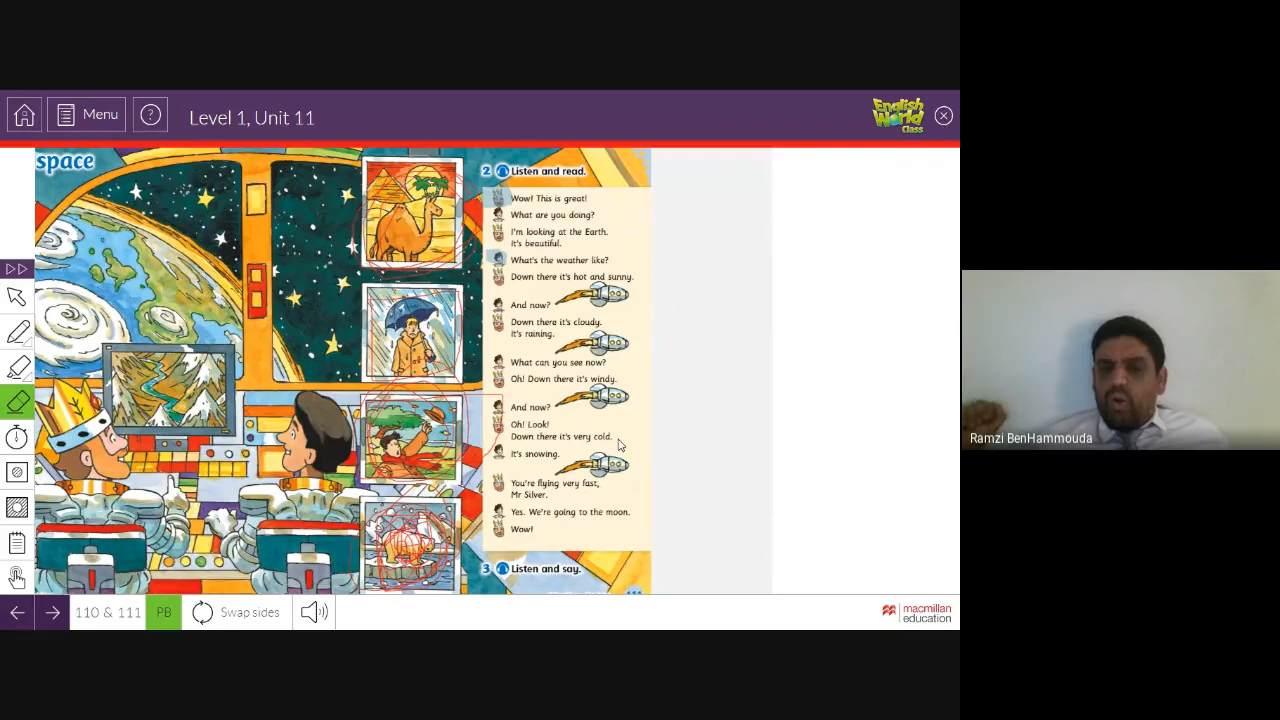 Menu
?
Level 1, Unit 11
English
World
Class
space
2 Listen and read.
Wow! This is great!
What are you doing?
I'm looking at the Earth.
It's beautiful.
What's the weather like?
Down there it's hot and sunny.
And now?
Down there it's cloudy.
It's raining.
What can you see now?
Oh! Down there it's windy.
And now?
Oh! Look!
Down there it's very cold.
It's snowing.
You're flying very fast,
Mr Silver.
Yes. We're going to the moon.
Wow!
3 Listen and say.
110 & 111
PB
Swap sides
macmillan
education
Ramzi BenHammouda